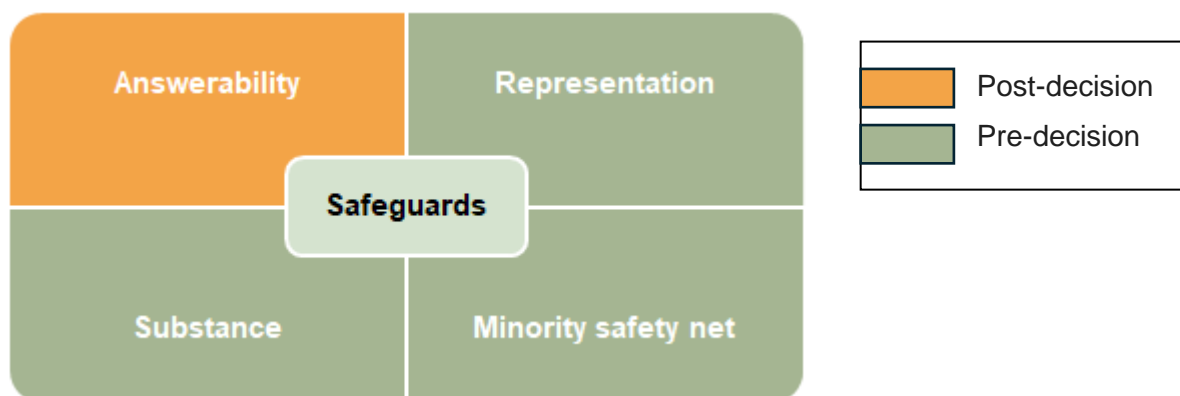 Answerability
Representation
Safeguards
Substance
Minority safety net
Post-decision
Pre-decision